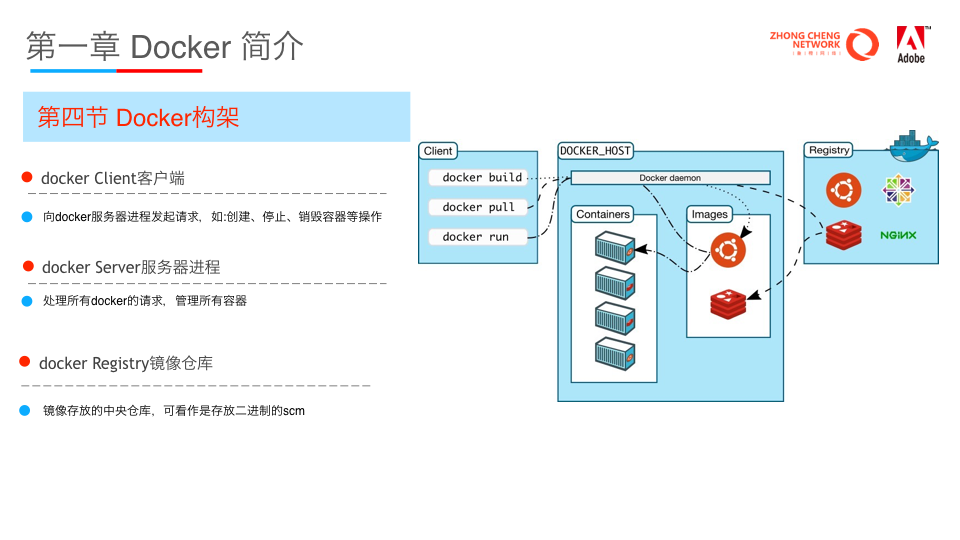 第一章 Docker 简介
ZHONG CHENG
NETWORK
Adobe
第四节 Docker构架
docker Client客户端
向docker服务器进程发起请求，如:创建、停止、销毁容器等操作
docker Server服务器进程
处理所有docker的请求，管理所有容器
docker Registry镜像仓库
镜像存放的中央仓库，可看作是存放二进制的scm
Client
docker build
docker pull
docker run
DOCKER_HOST
Docker daemon
Containers
Images
Registry
NGINX